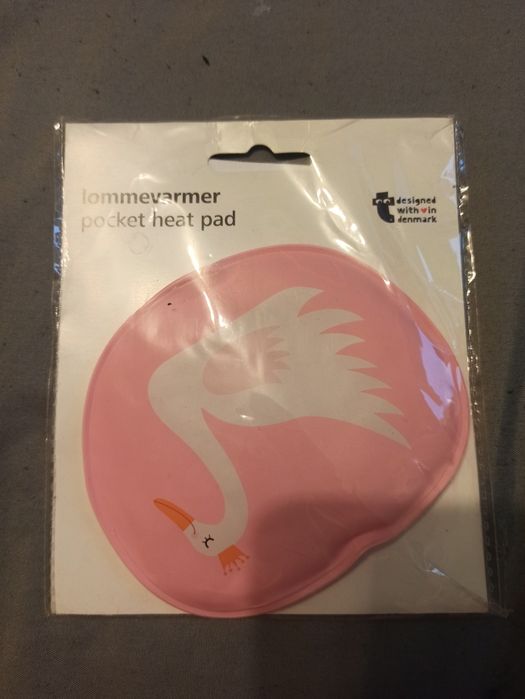 lommevarmer
pocket heat pad
designed
with♥in
denmark